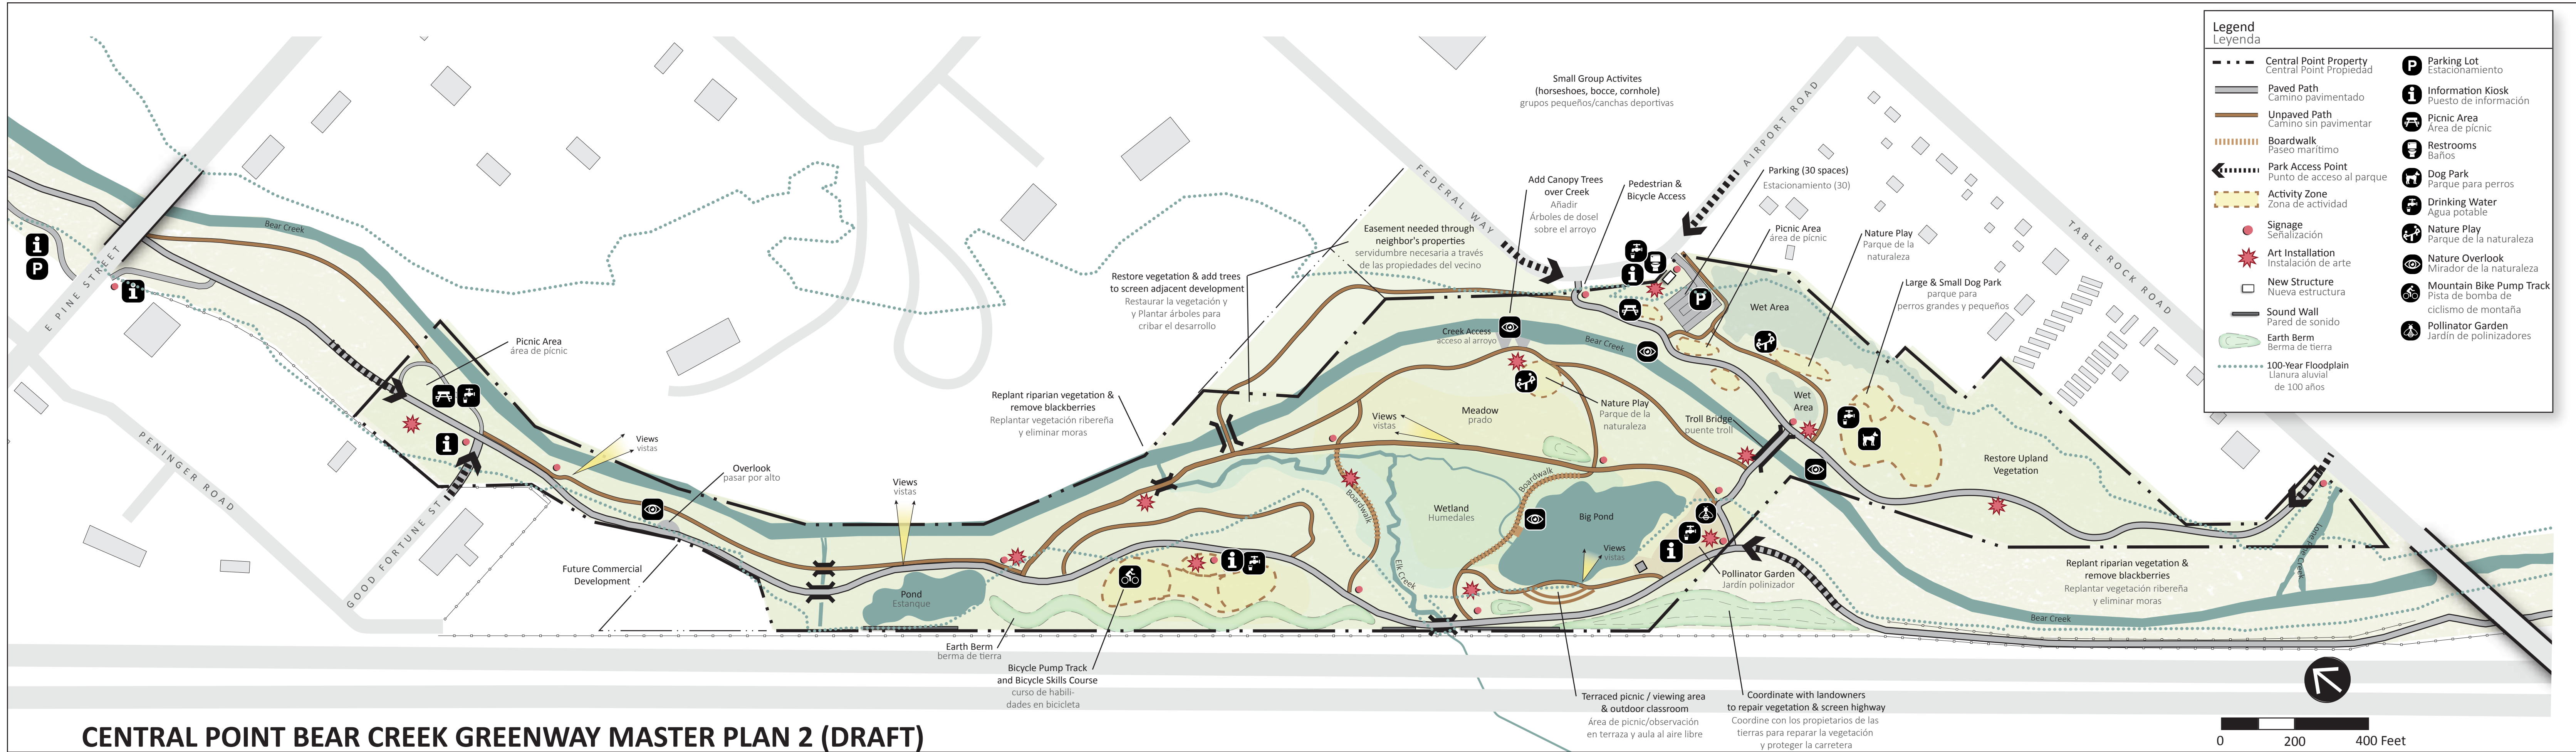 Legend
Leyenda
Central Point Property
Central Point Propiedad
Paved Path
Camino pavimentado
Unpaved Path
Camino sin pavimentar
Boardwalk
Paseo marítimo
Park Access Point
Punto de acceso al parque
Activity Zone
Zona de actividad
Signage
Señalización
Art Installation
Instalación de arte
New Structure
Nueva estructura
Sound Wall
Pared de sonido
Earth Berm
Berma de tierra
100-Year Floodplain
Llanura aluvial
de 100 años
P
Parking Lot
Estacionamiento
i
Information Kiosk
Puesto de información
Picnic Area
Área de pícnic
Restrooms
Baños
Dog Park
Parque para perros
Drinking Water
Agua potable
Nature Play
Parque de la naturaleza
Nature Overlook
Mirador de la naturaleza
Mountain Bike Pump Track
Pista de bomba de
ciclismo de montaña
Pollinator Garden
Jardín de polinizadores
Small Group Activites
(horseshoes, bocce, cornhole)
grupos pequeños/canchas deportivas
FEDERAL WAY
AIRPORT ROAD
TABLE ROCK ROAD
Add Canopy Trees
over Creek
Añadir
Árboles de dosel
sobre el arroyo
Pedestrian &
Bicycle Access
Parking (30 spaces)
Estacionamiento (30)
Picnic Area
área de picnic
Nature Play
Parque de la
naturaleza
Large & Small Dog Park
parque para
perros grandes y pequeños
Easement needed through
neighbor's properties
servidumbre necesaria a través
de las propiedades del vecino
Restore vegetation & add trees
to screen adjacent development
Restaurar la vegetación y
y Plantar árboles para
cribar el desarrollo
Replant riparian vegetation &
remove blackberries
Replantar vegetación ribereña
y eliminar moras
Bear Creek
i
P
i
E PINE STREET
PENINGER ROAD
GOOD FORTUNE ST
Picnic Area
área de picnic
i
Views
vistas
Overlook
pasar por alto
Future Commercial
Development
Views
vistas
Pond
Estanque
Earth Berm
berma de tierra
Bicycle Pump Track
and Bicycle Skills Course
curso de habili-
dades en bicicleta
i
Creek Access
acceso al arroyo
Bear Creek
i
P
Wet Area
Wet
Area
Meadow
prado
Views
vistas
Nature Play
Parque de la
naturaleza
Troll Bridge
puente troll
Boardwalk
Boardwalk
Wetland
Humedales
Elk Creek
Big Pond
Views
vistas
i
Pollinator Garden
Jardín polinizador
Restore Upland
Vegetation
Lone Pine Creek
Replant riparian vegetation &
remove blackberries
Replantar vegetación ribereña
y eliminar moras
Bear Creek
Terraced picnic / viewing area
& outdoor classroom
Área de picnic/observación
en terraza y aula al aire libre
Coordinate with landowners
to repair vegetation & screen highway
Coordine con los propietarios de las
tierras para reparar la vegetación
y proteger la carretera
0 200 400 Feet
CENTRAL POINT BEAR CREEK GREENWAY MASTER PLAN 2 (DRAFT)